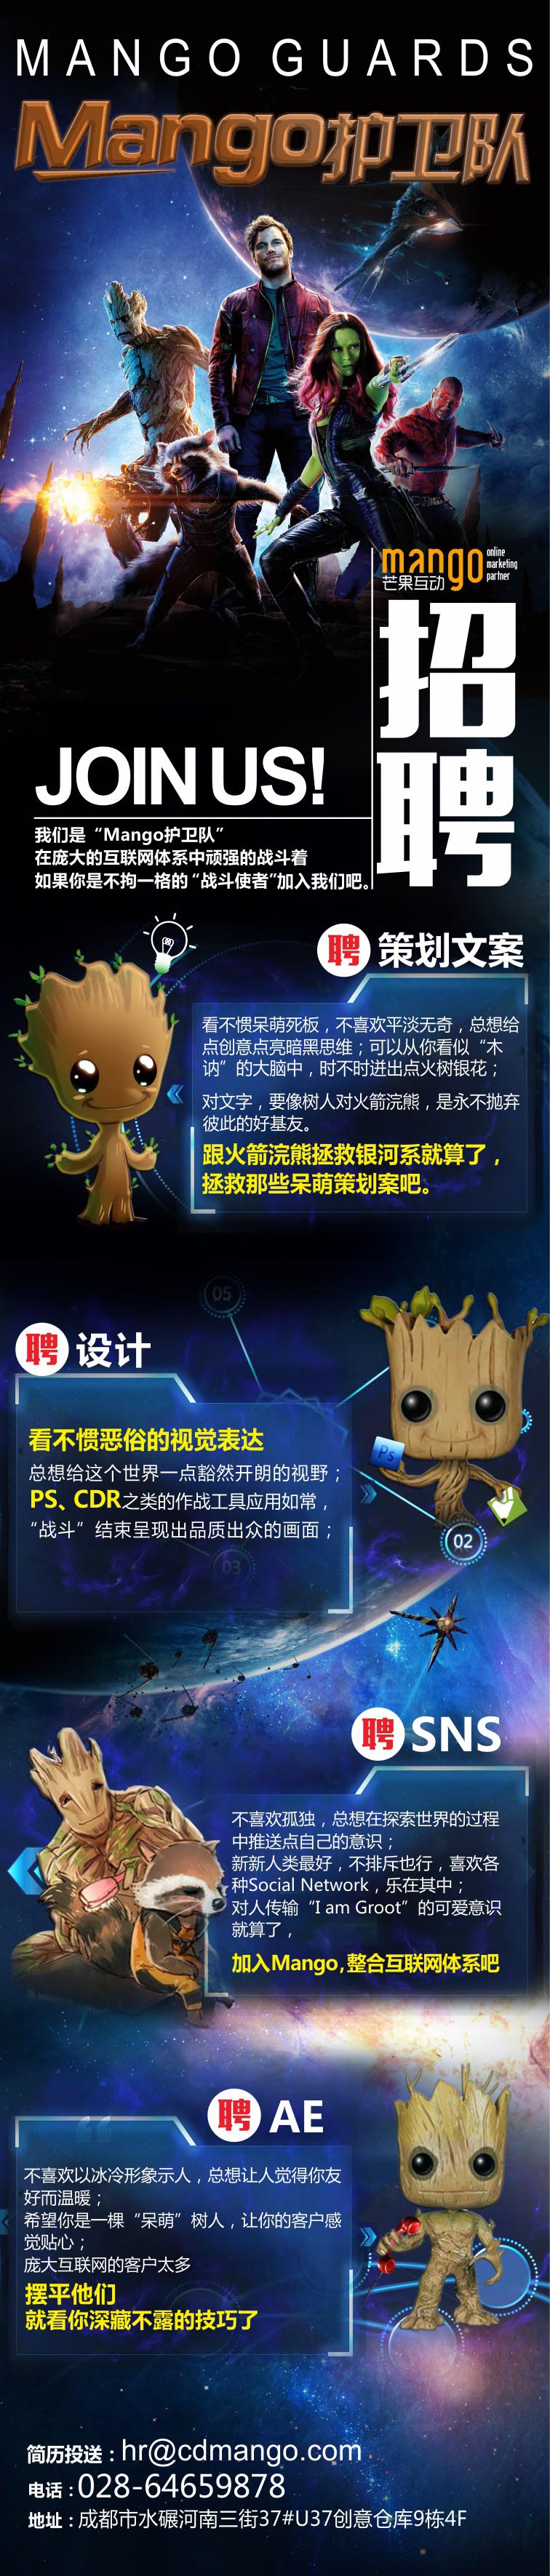 MANGO GUARDS
Mango护卫队
mango
online
marketing
partner
芒果互动
招聘
JOIN US!
我们是“Mango护卫队”
在庞大的互联网体系中顽强的战斗着
如果你是不拘一格的“战斗使者”加入我们吧。
聘 策划文案
看不惯呆萌死板，不喜欢平淡无奇，总想给
点创意点亮暗黑思维；可以从你看似“木
讷”的大脑中，时不时迸出点火树银花；
对文字，要像树人对火箭浣熊，是永不抛弃
彼此的好基友。
跟火箭浣熊拯救银河系就算了，
拯救那些呆萌策划案吧。
05
聘 设计
看不惯恶俗的视觉表达
总想给这个世界一点豁然开朗的视野；
PS、CDR之类的作战工具应用如常，
“战斗”结束呈现出品质出众的画面；
Ps
02
03
聘 SNS
不喜欢孤独，总想在探索世界的过程
中推送点自己的意识；
新新人类最好，不排斥也行，喜欢各
种Social Network，乐在其中；
对人传输“I am Groot”的可爱意识
就算了，
加入Mango,整合互联网体系吧
聘 AE
不喜欢以冰冷形象示人，总想让人觉得你友
好而温暖；
希望你是一棵“呆萌”树人，让你的客户感
觉贴心；
庞大互联网的客户太多
摆平他们
就看你深藏不露的技巧了
简历投送：hr@cdmango.com
电话：028-64659878
地址：成都市水碾河南三街37#U37创意仓库9栋4F